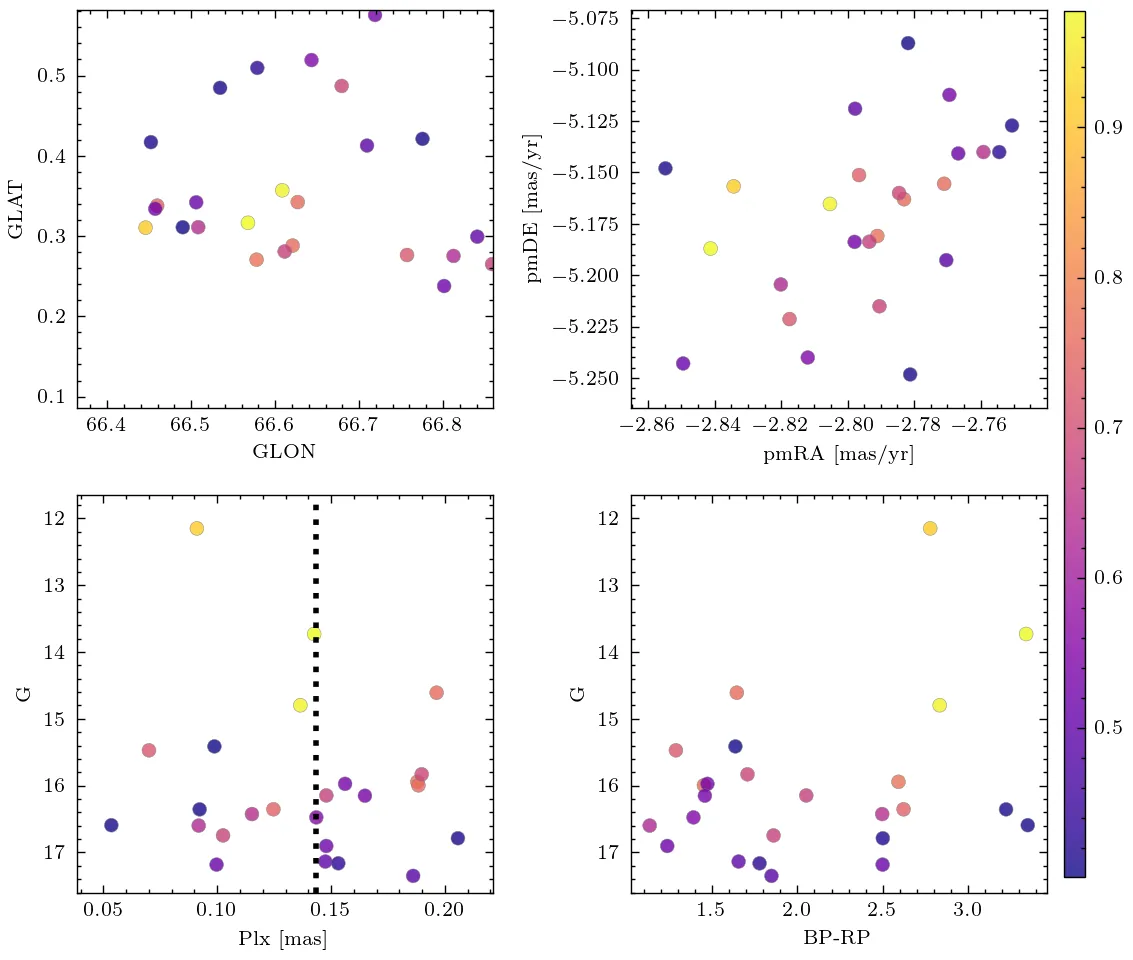 0.5
0.4
0.3
0.2
0.1
GLAT
66.4 66.5 66.6 66.7 66.8
GLON
−5.075
−5.100
−5.125
−5.150
−5.175
−5.200
−5.225
−5.250
pmDE [mas/yr]
−2.86 −2.84 −2.82 −2.80 −2.78 −2.76
pmRA [mas/yr]
0.9
0.8
0.7
0.6
0.5
12
13
14
15
16
17
G
0.05 0.10 0.15 0.20
Plx [mas]
12
13
14
15
16
17
G
1.5 2.0 2.5 3.0
BP-RP